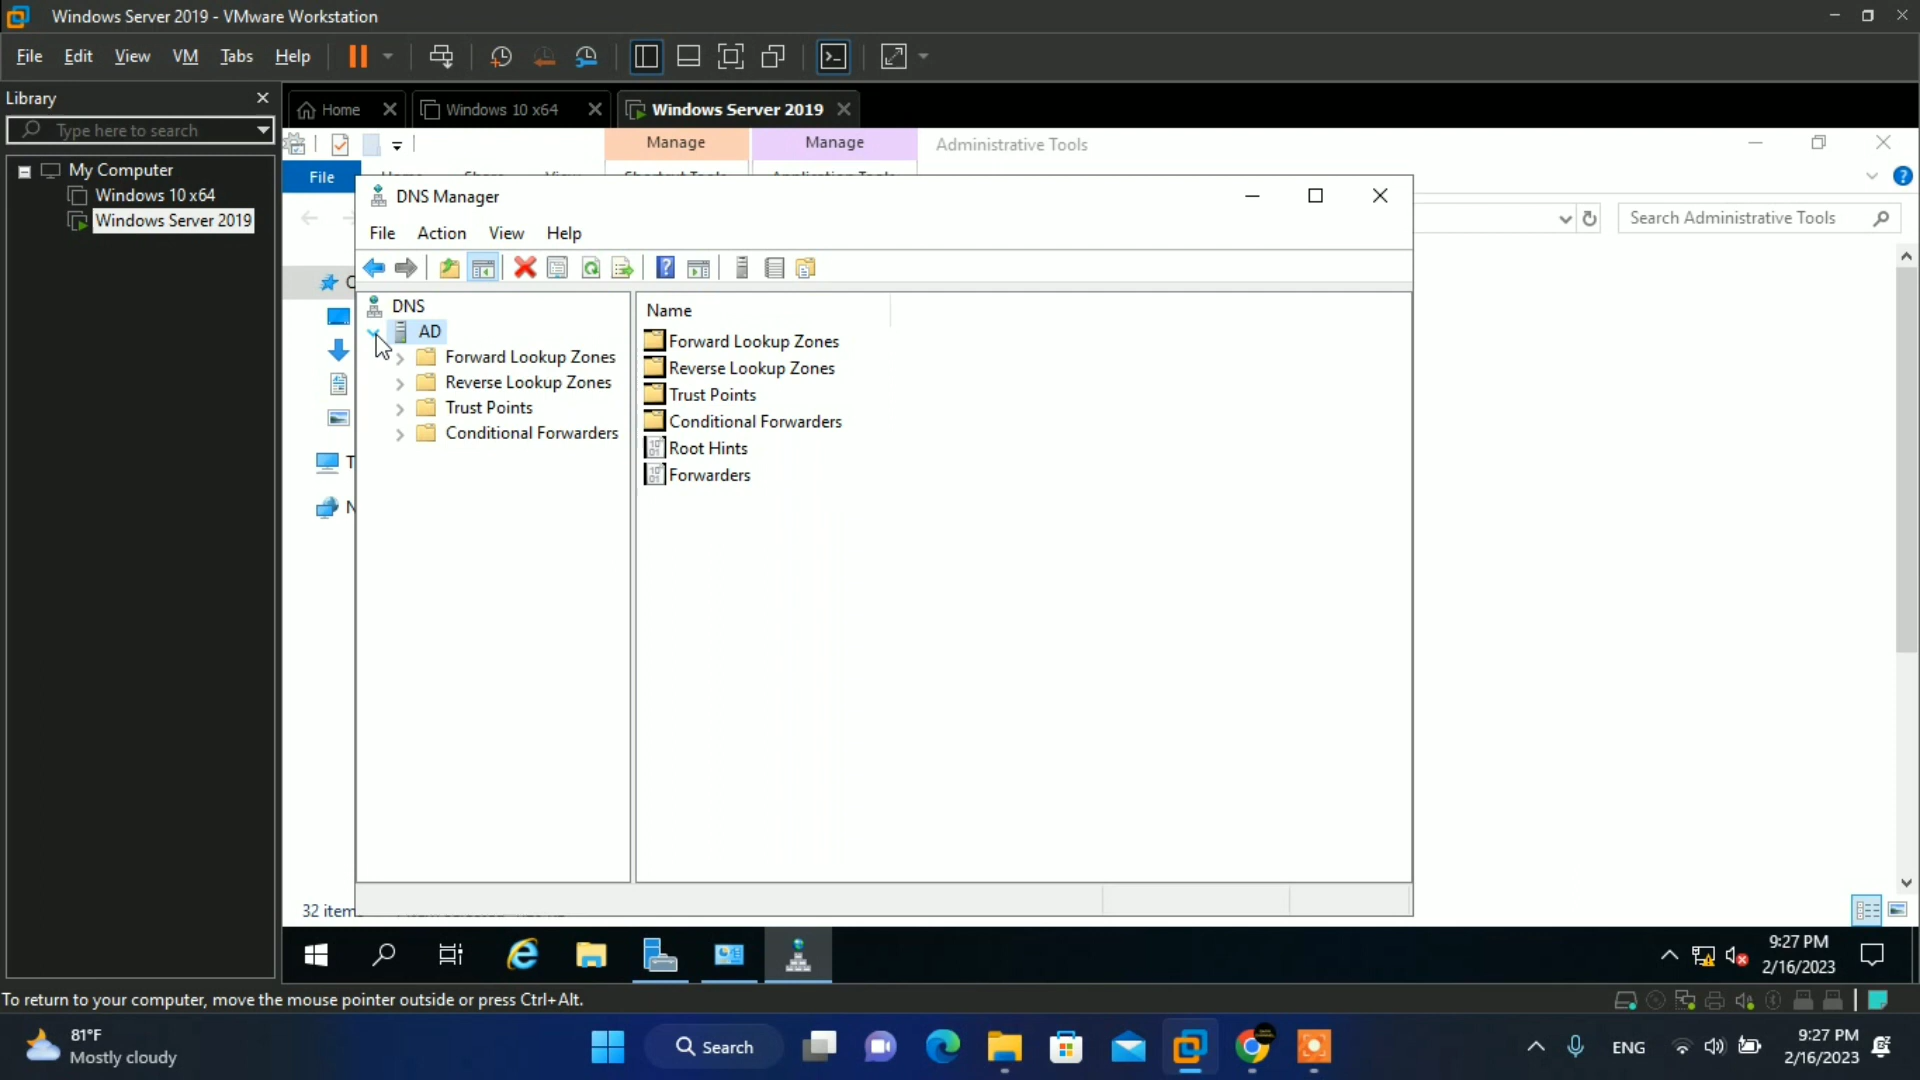 Windows Server 2019 - VMware Workstation
File Edit View VM Tabs Help
Library
Home Windows 10 x64 Windows Server 2019
Type here to search
Manage Manage Administrative Tools
My Computer
Windows 10 x64
Windows Server 2019
File
DNS Manager
Search Administrative Tools
File Action View Help
DNS
AD
Forward Lookup Zones
Reverse Lookup Zones
Trust Points
Conditional Forwarders
Name
Forward Lookup Zones
Reverse Lookup Zones
Trust Points
Conditional Forwarders
Root Hints
Forwarders
32 item
9:27 PM
2/16/2023
To return to your computer, move the mouse pointer outside or press Ctrl+Alt.
81°F
Mostly cloudy
Search
ENG
9:27 PM
2/16/2023